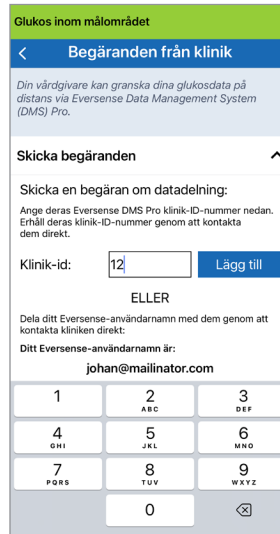 Glukos inom målområdet
Begäranden från klinik
Din vårdgivare kan granska dina glukosdata på
distans via Eversense Data Management System
(DMS) Pro.
Skicka begäranden
Skicka en begäran om datadelning:
Ange deras Eversense DMS Pro klinik-ID-nummer nedan.
Erhåll deras klinik-ID-nummer genom att kontakta
dem direkt.
Klinik-id: 12 Lägg till
ELLER
Dela ditt Eversense-användarnamn med dem genom att
kontakta kliniken direkt:
Ditt Eversense-användarnamn är:
johan@mailinator.com
1 2 3
ABC DEF
4 5 6
GHI JKL MNO
7 8 9
PQRS TUV WXYZ
0